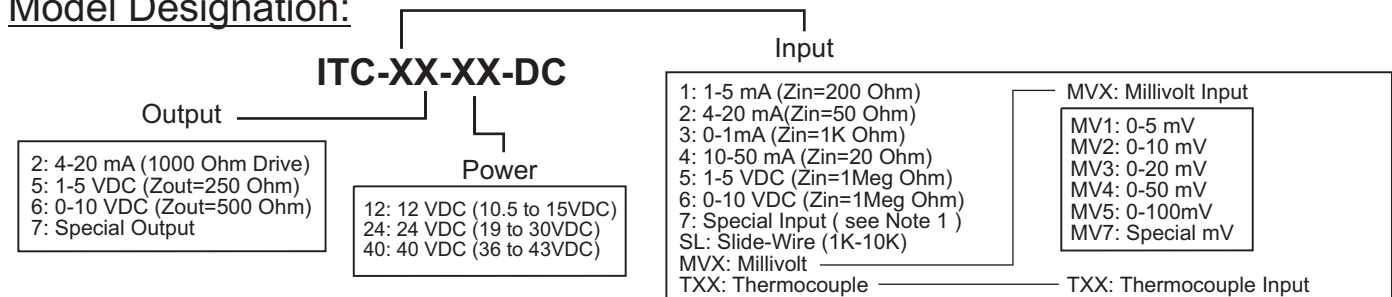 Model Designation:
ITC-XX-XX-DC
Output
2: 4-20 mA (1000 Ohm Drive)
5: 1-5 VDC (Zout=250 Ohm)
6: 0-10 VDC (Zout=500 Ohm)
7: Special Output
Power
12: 12 VDC (10.5 to 15VDC)
24: 24 VDC (19 to 30VDC)
40: 40 VDC (36 to 43VDC)
Input
1: 1-5 mA (Zin=200 Ohm)
2: 4-20 mA(Zin=50 Ohm)
3: 0-1mA (Zin=1K Ohm)
4: 10-50 mA (Zin=20 Ohm)
5: 1-5 VDC (Zin=1Meg Ohm)
6: 0-10 VDC (Zin=1Meg Ohm)
7: Special Input ( see Note 1 )
SL: Slide-Wire (1K-10K)
MVX: Millivolt
TXX: Thermocouple
MVX: Millivolt Input
MV1: 0-5 mV
MV2: 0-10 mV
MV3: 0-20 mV
MV4: 0-50 mV
MV5: 0-100mV
MV7: Special mV
TXX: Thermocouple Input